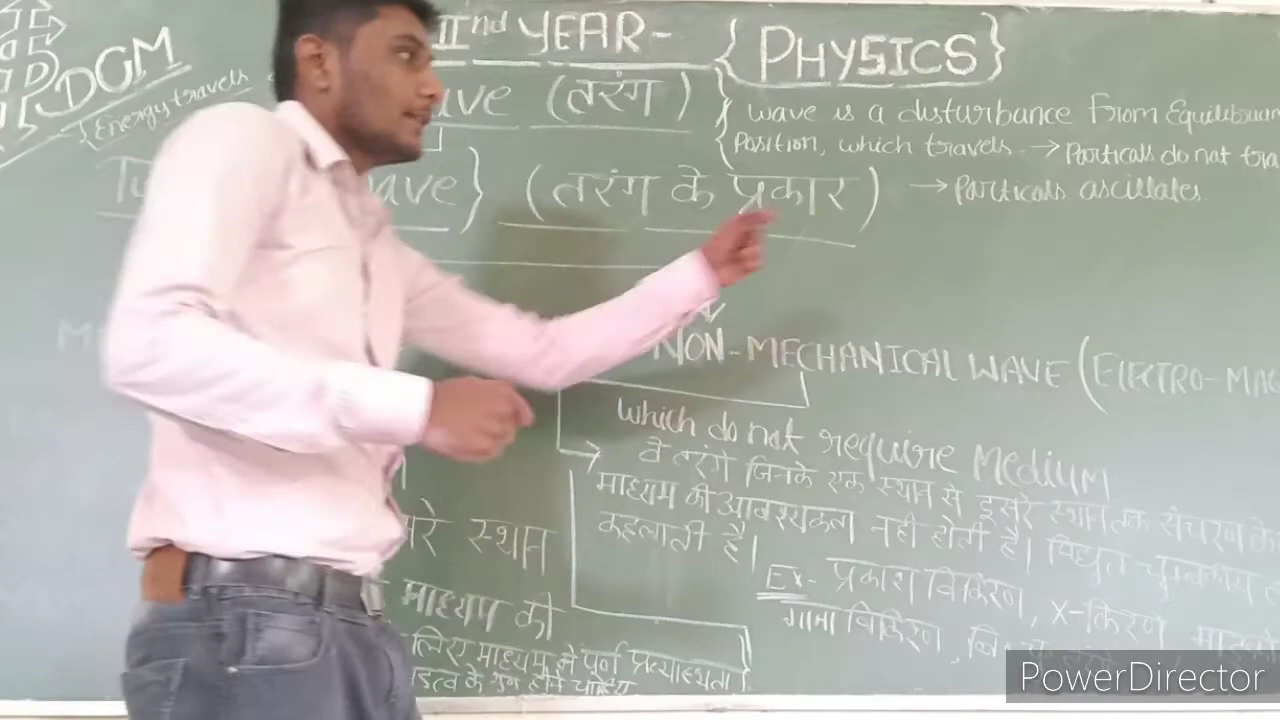 IInd YEAR- { PHYSICS }
DGM
{Energy travels
ave (तरंग)
{ wave is a disturbance From Equilibrium
Position, which travels. → Particals do not tra
→ Particals ascillates
ave} (तरंग के प्रकार)
NON-MECHANICAL WAVE (ELECTRO-MAG
which do not require Medium
वे तरंगे जिनके एक स्थान से दूसरे स्थान तक संचरण के
माध्यम की आवश्यकता नही होती है। विद्युत चुम्बकीय त
कहलाती है|
Ex- प्रकाश विकिरण, x-किरण
गामा विकिरण,
रे स्थान
माध्यम की
लिए माध्यम मे पूर्ण प्रत्यास्थता
के गुण होने चाहिए
PowerDirector